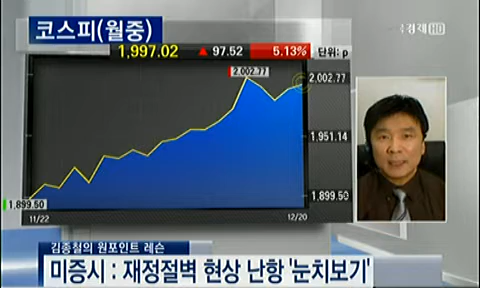 코스피(월중)
경제HD
1,997.02 ▲ 97.52 5.13% 단위: p
2,002.77
2,002.77
1,951.14
1,899.50
1,899.50
11/22
12/20
김종철의 원포인트 레슨
미증시 : 재정절벽 현상 난항 '눈치보기'